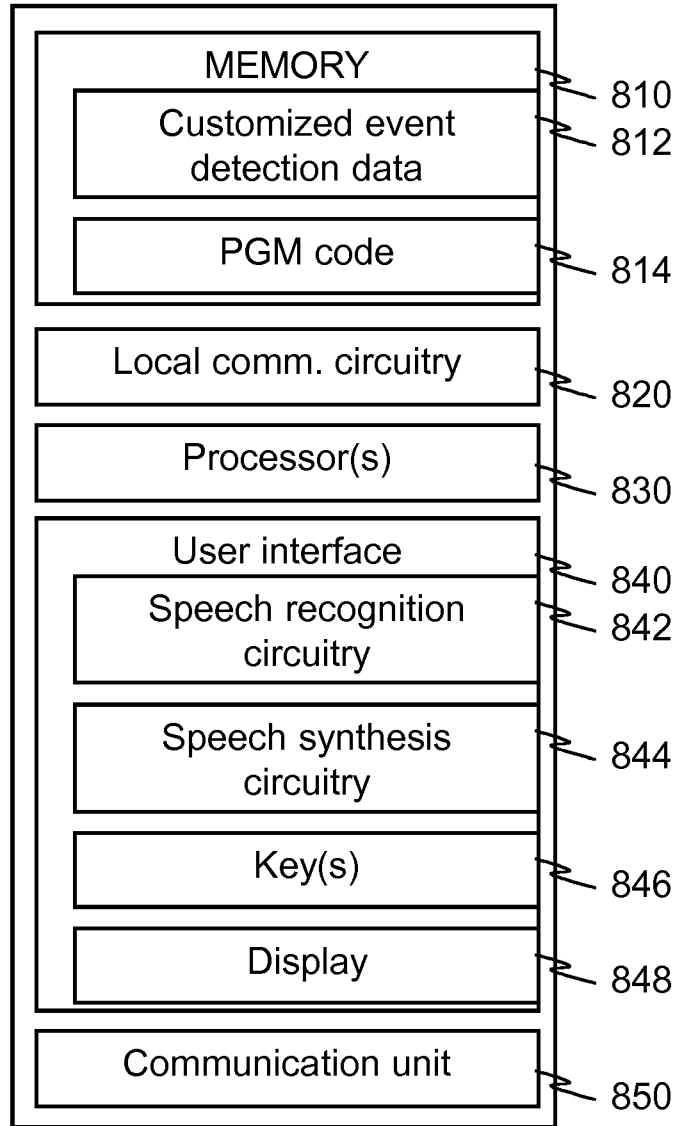 MEMORY
810
Customized event
detection data
812
PGM code
814
Local comm. circuitry
820
Processor(s)
830
User interface
840
Speech recognition
circuitry
842
Speech synthesis
circuitry
844
Key(s)
846
Display
848
Communication unit
850